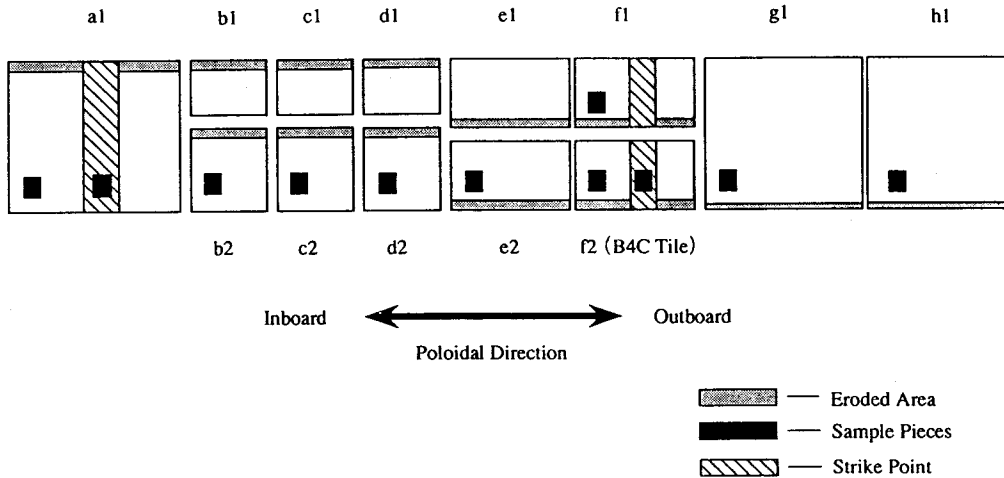 a1 b1 c1 d1 e1 f1 g1 h1
b2 c2 d2 e2 f2 (B4C Tile)
Inboard Outboard
Poloidal Direction
Eroded Area
Sample Pieces
Strike Point